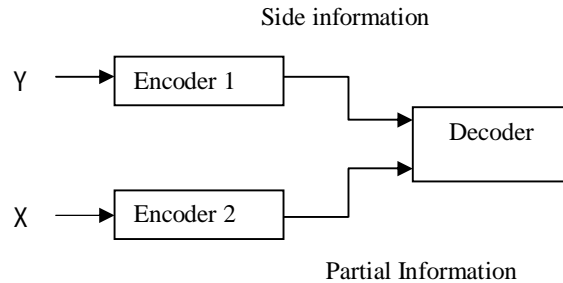 Side information
Y
Encoder 1
Decoder
X
Encoder 2
Partial Information